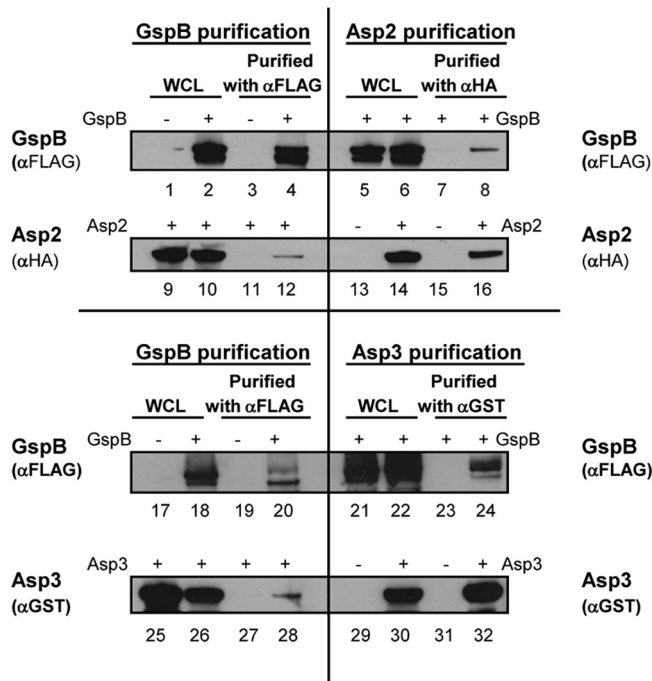 GspB purification Asp2 purification
Purified Purified
WCL with αFLAG WCL with αHA
GspB - + - + + + + + GspB
GspB GspB
(αFLAG) (αFLAG)
1 2 3 4 5 6 7 8
Asp2 + + + + - + - + Asp2
Asp2 Asp2
(αHA) (αHA)
9 10 11 12 13 14 15 16
GspB purification Asp3 purification
Purified Purified
WCL with αFLAG WCL with αGST
GspB - + - + + + + + GspB
GspB GspB
(αFLAG) (αFLAG)
17 18 19 20 21 22 23 24
Asp3 + + + + - + - + Asp3
Asp3 Asp3
(αGST) (αGST)
25 26 27 28 29 30 31 32